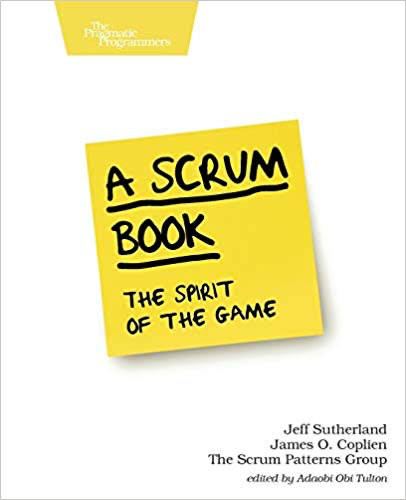 The
Pragmatic
Programmers
A SCRUM
BOOK
THE SPIRIT
OF THE GAME
Jeff Sutherland
James O. Coplien
The Scrum Patterns Group
edited by Adaobi Obi Tulton